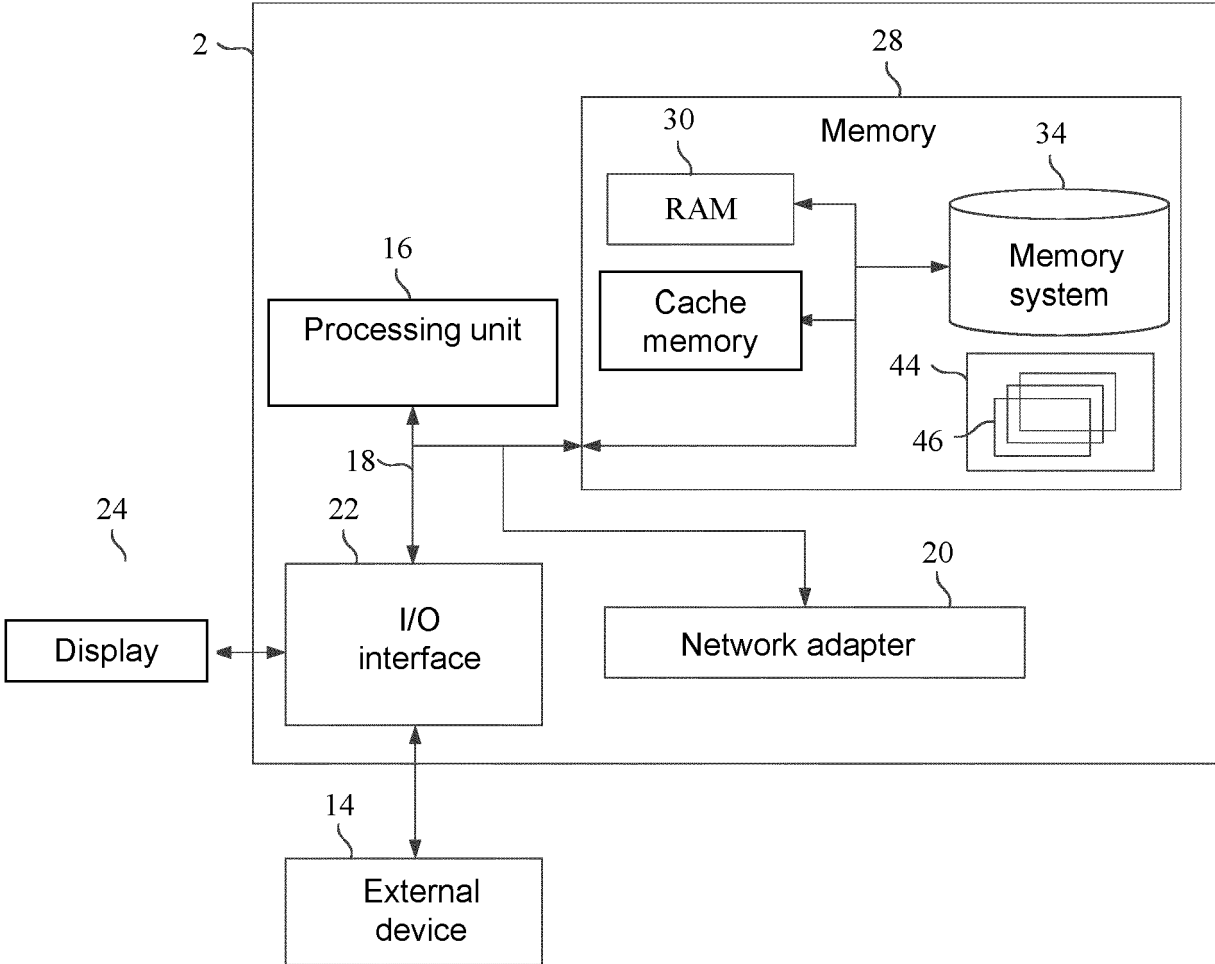 2
28
Memory
30
34
RAM
Memory
system
16
Processing unit
Cache
memory
44
46
18
24
22
20
I/O
interface
Display
Network adapter
14
External
device